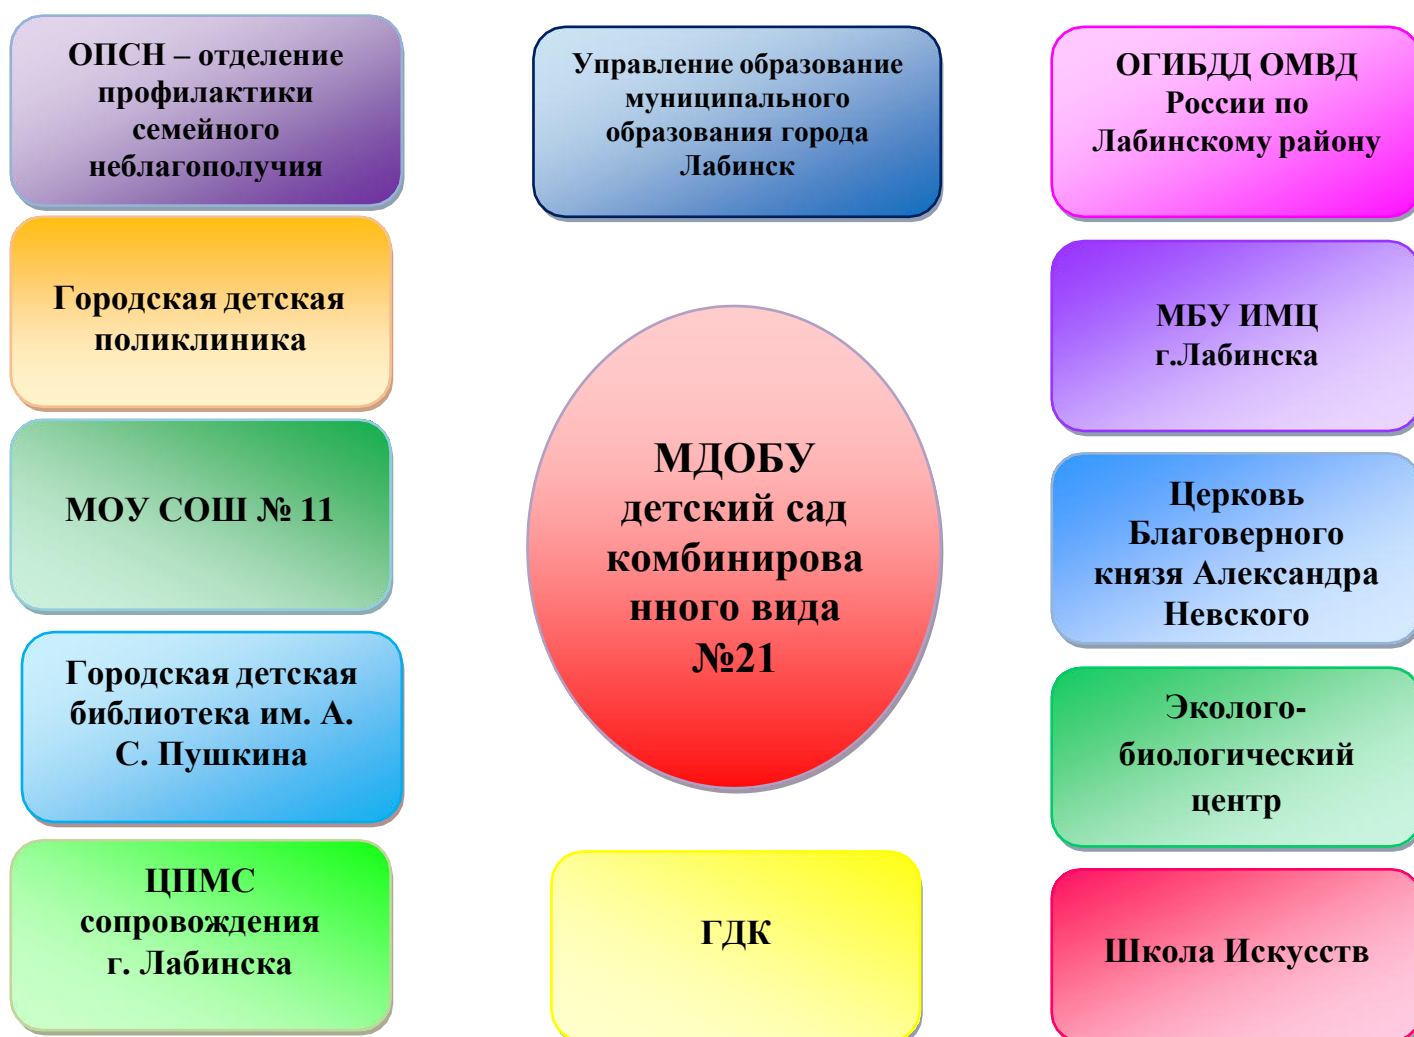 ОПСН – отделение
профилактики
семейного
неблагополучия
Управление образование
муниципального
образования города
Лабинск
ОГИБДД ОМВД
России по
Лабинскому району
Городская детская
поликлиника
МБУ ИМЦ
г.Лабинска
МДОБУ
детский сад
комбинирова
нного вида
№21
МОУ СОШ № 11
Церковь
Благоверного
князя Александра
Невского
Городская детская
библиотека им. А.
С. Пушкина
Эколого-
биологический
центр
ЦПМС
сопровождения
г. Лабинска
ГДК
Школа Искусств